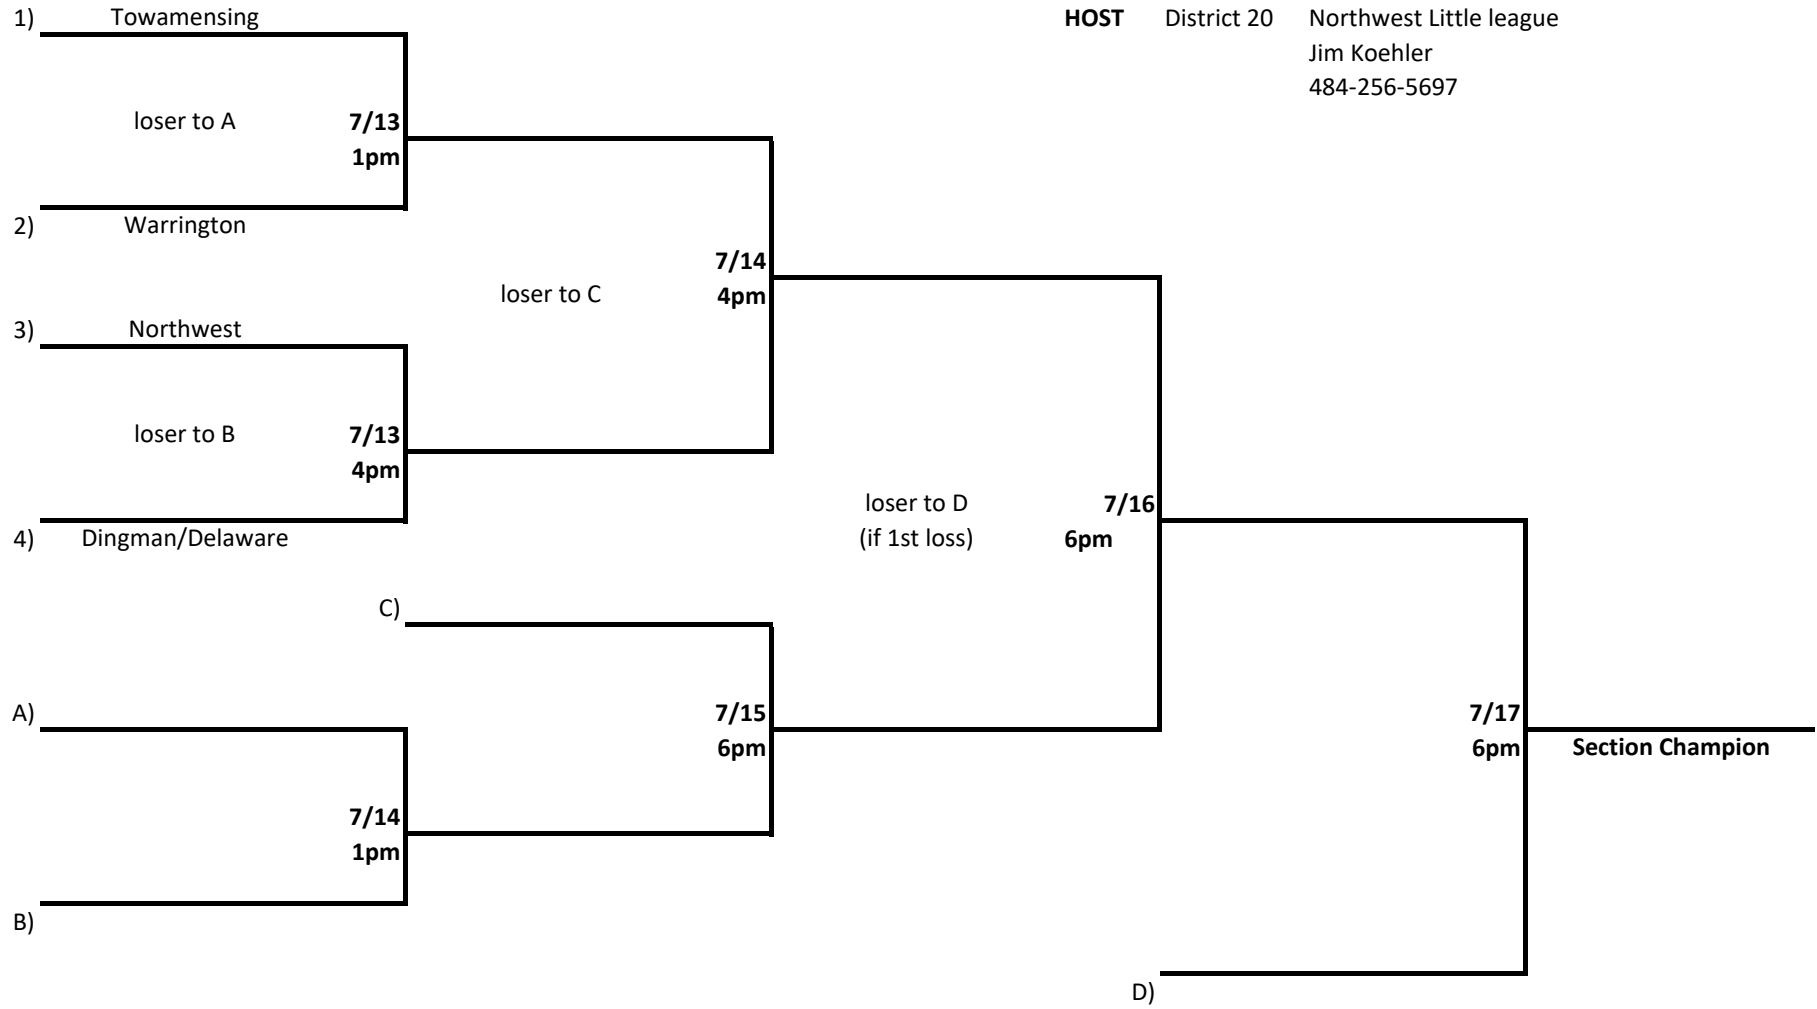 1) Towamensing
HOST District 20 Northwest Little league
Jim Koehler
484-256-5697
loser to A 7/13
1pm
2) Warrington
7/14
loser to C 4pm
3) Northwest
loser to B 7/13
4pm
loser to D 7/16
4) Dingman/Delaware (if 1st loss) 6pm
C)
A) 7/15 7/17
6pm 6pm Section Champion
7/14
1pm
B)
D)